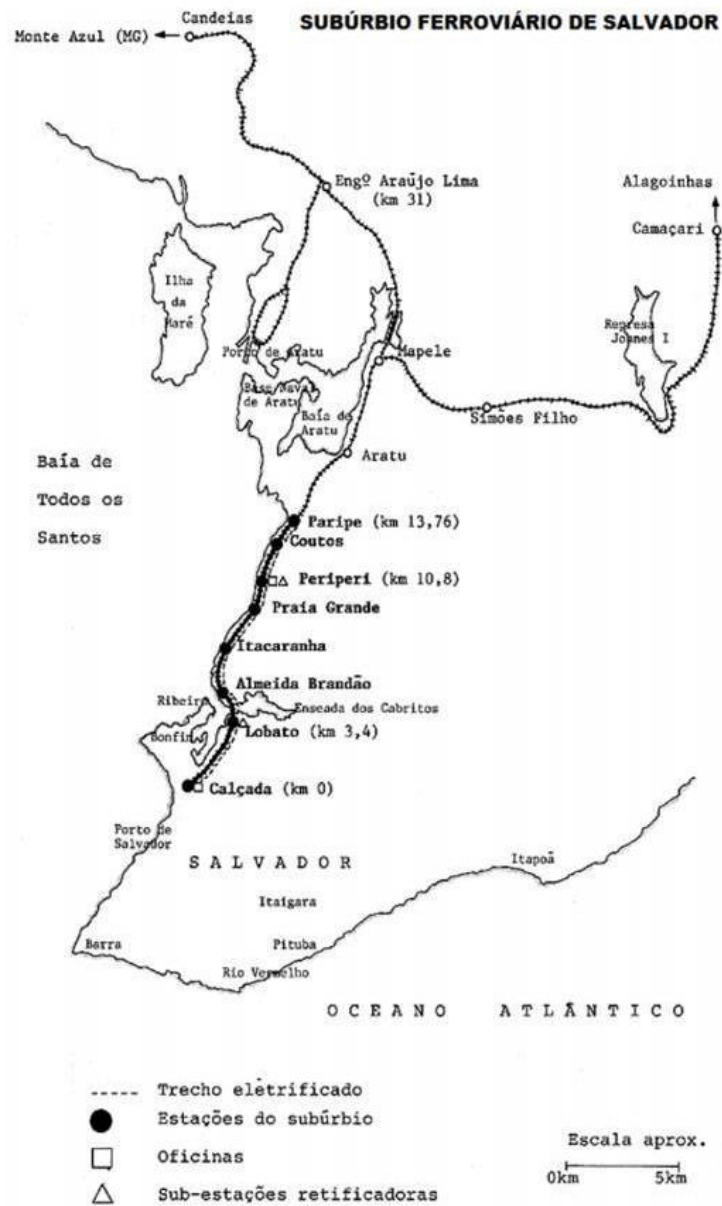 SUBÚRBIO FERROVIÁRIO DE SALVADOR
Candeias
Monte Azul (MG)
Engº Araújo Lima
(km 31)
Alagoinhas
Camaçari
Ilha
da
Maré
Represa
Joanes I
Porto de Aratu
Mapele
Base Naval
de Aratu
Baía de
Aratu
Simões Filho
Aratu
Baía de
Todos os
Santos
Paripe (km 13,76)
Coutos
Periperi (km 10,8)
Praia Grande
Itacaranha
Almeida Brandão
Ribeira
Enseada dos Cabritos
Bonfim
Lobato (km 3,4)
Calçada (km 0)
Porto de
Salvador
SALVADOR
Itapoã
Itaigara
Barra
Pituba
Rio Vermelho
OCEANO ATLÂNTICO
Trecho eletrificado
Estações do subúrbio
Oficinas
Sub-estações retificadoras
Escala aprox.
0km 5km